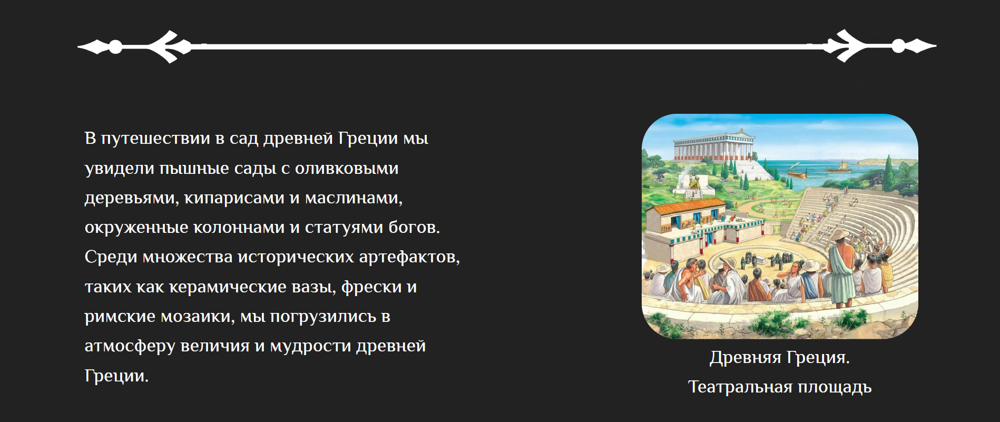 В путешествии в сад древней Греции мы
увидели пышные сады с оливковыми
деревьями, кипарисами и маслинами,
окруженные колоннами и статуями богов.
Среди множества исторических артефактов,
таких как керамические вазы, фрески и
римские мозаики, мы погрузились в
атмосферу величия и мудрости древней
Греции.
Древняя Греция.
Театральная площадь